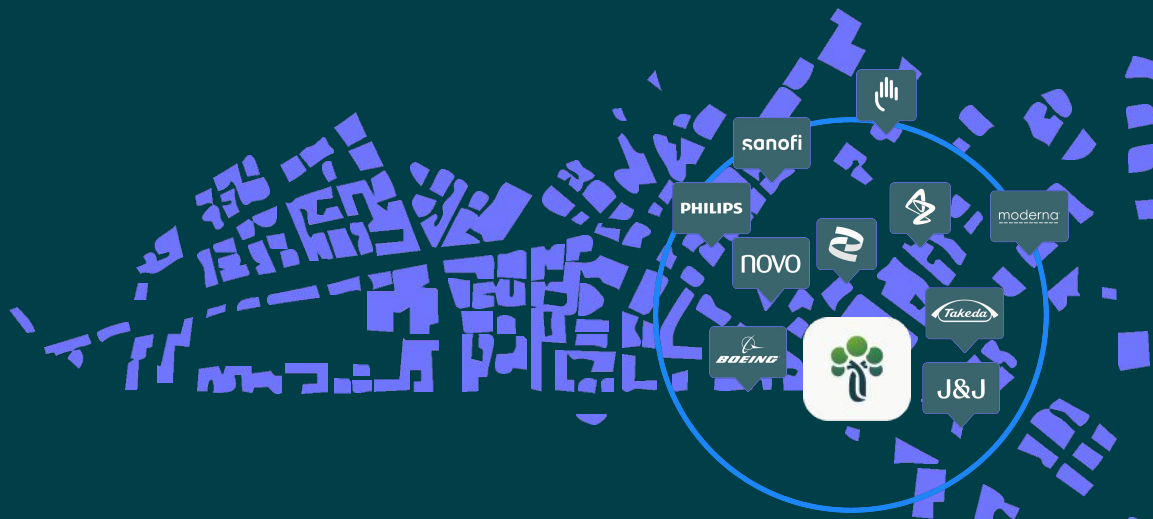 sanofi
PHILIPS
moderna
novo
Takeda
BOEING
J&J